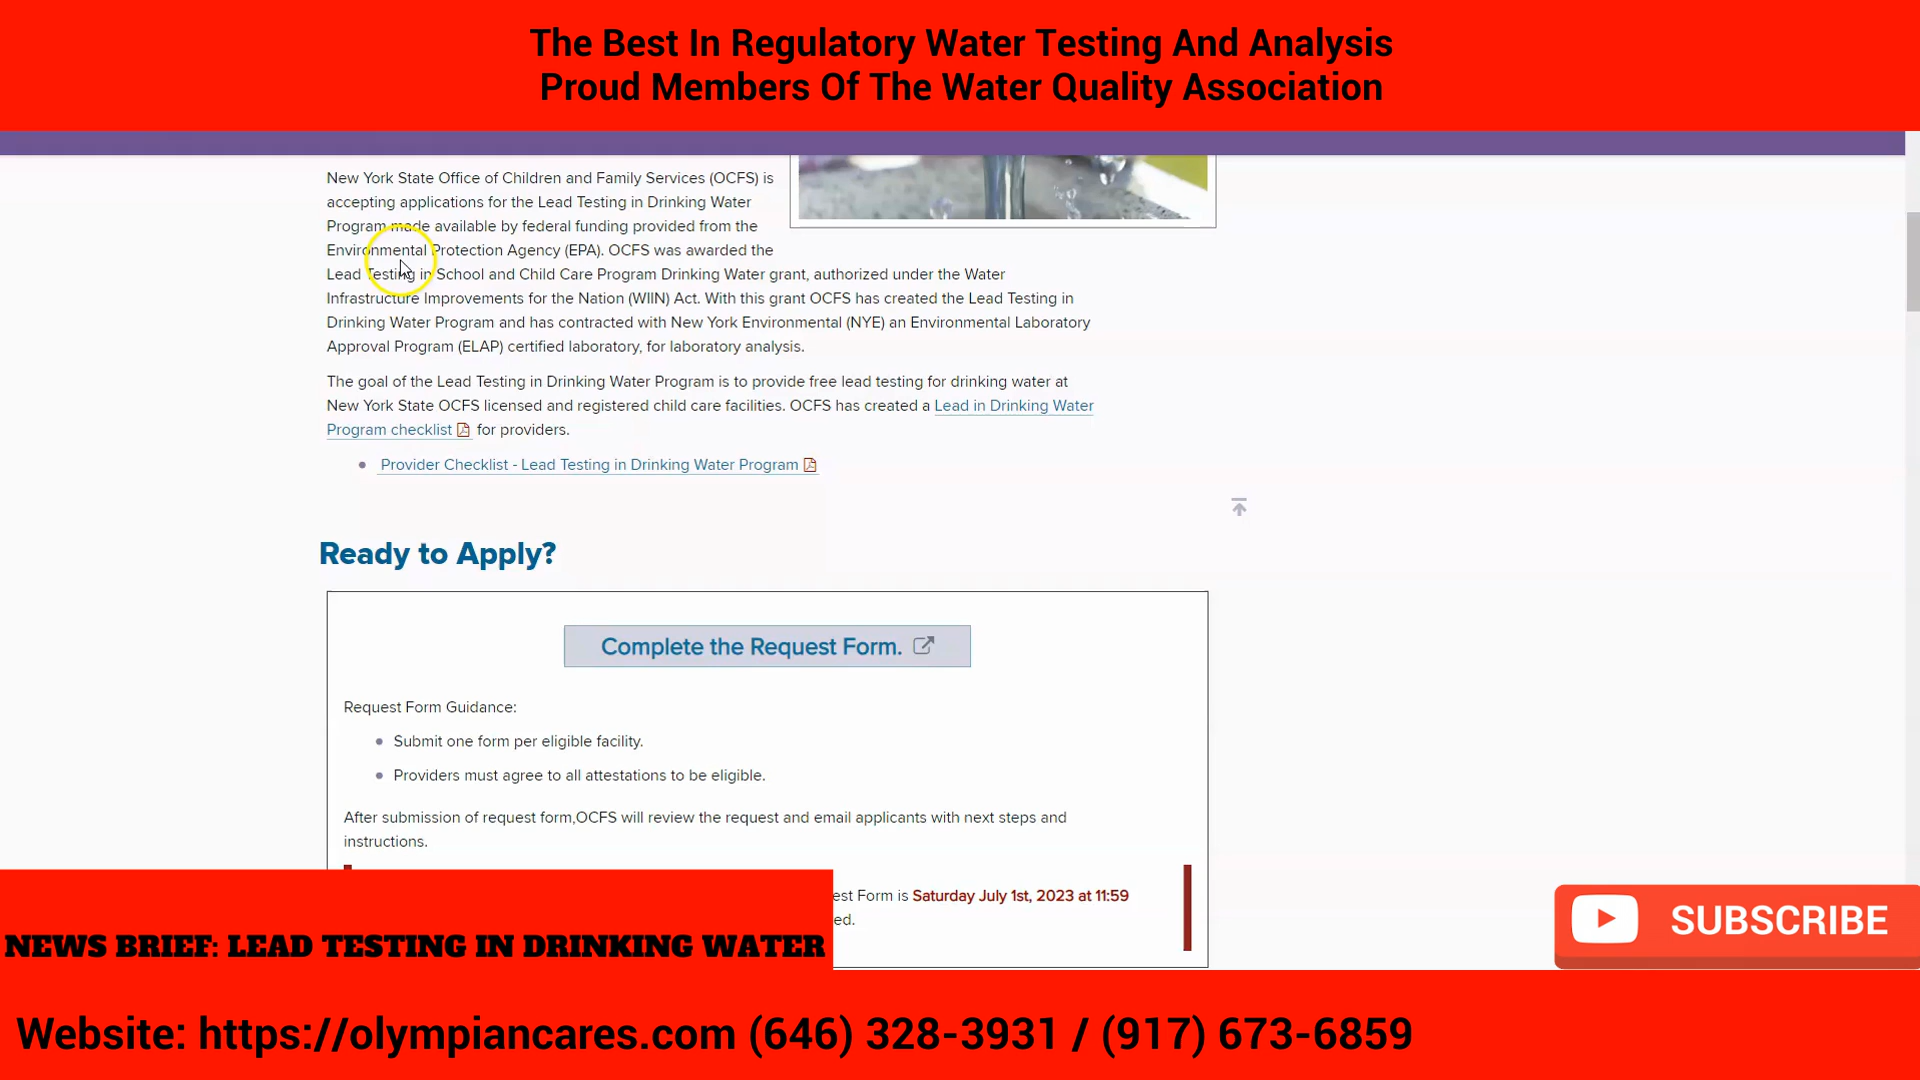 The Best In Regulatory Water Testing And Analysis
Proud Members Of The Water Quality Association
New York State Office of Children and Family Services (OCFS) is
accepting applications for the Lead Testing in Drinking Water
Program made available by federal funding provided from the
Environmental Protection Agency (EPA). OCFS was awarded the
Lead Testing in School and Child Care Program Drinking Water grant, authorized under the Water
Infrastructure Improvements for the Nation (WIIN) Act. With this grant OCFS has created the Lead Testing in
Drinking Water Program and has contracted with New York Environmental (NYE) an Environmental Laboratory
Approval Program (ELAP) certified laboratory, for laboratory analysis.
The goal of the Lead Testing in Drinking Water Program is to provide free lead testing for drinking water at
New York State OCFS licensed and registered child care facilities. OCFS has created a Lead in Drinking Water
Program checklist for providers.
Provider Checklist - Lead Testing in Drinking Water Program
Ready to Apply?
Complete the Request Form.
Request Form Guidance:
Submit one form per eligible facility.
Providers must agree to all attestations to be eligible.
After submission of request form,OCFS will review the request and email applicants with next steps and
instructions.
est Form is Saturday July 1st, 2023 at 11:59
ed.
NEWS BRIEF: LEAD TESTING IN DRINKING WATER
SUBSCRIBE
Website: https://olympiancares.com (646) 328-3931 / (917) 673-6859